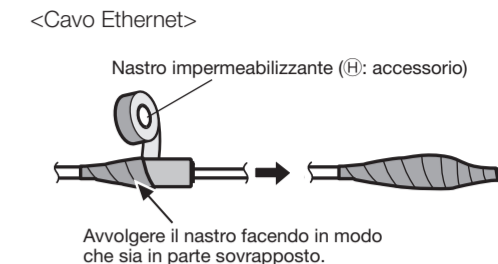 <Cavo Ethernet>
Nastro impermeabilizzante (Ⓗ: accessorio)
Avvolgere il nastro facendo in modo
che sia in parte sovrapposto.